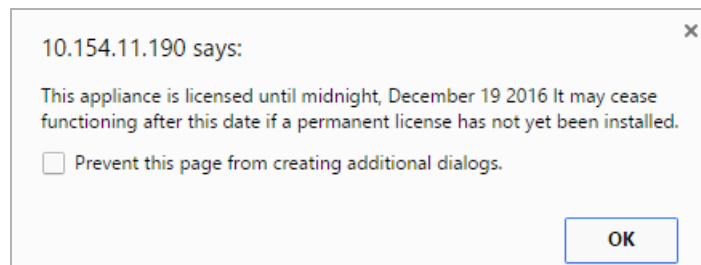 10.154.11.190 says:
This appliance is licensed until midnight, December 19 2016 It may cease
functioning after this date if a permanent license has not yet been installed.
Prevent this page from creating additional dialogs.
OK